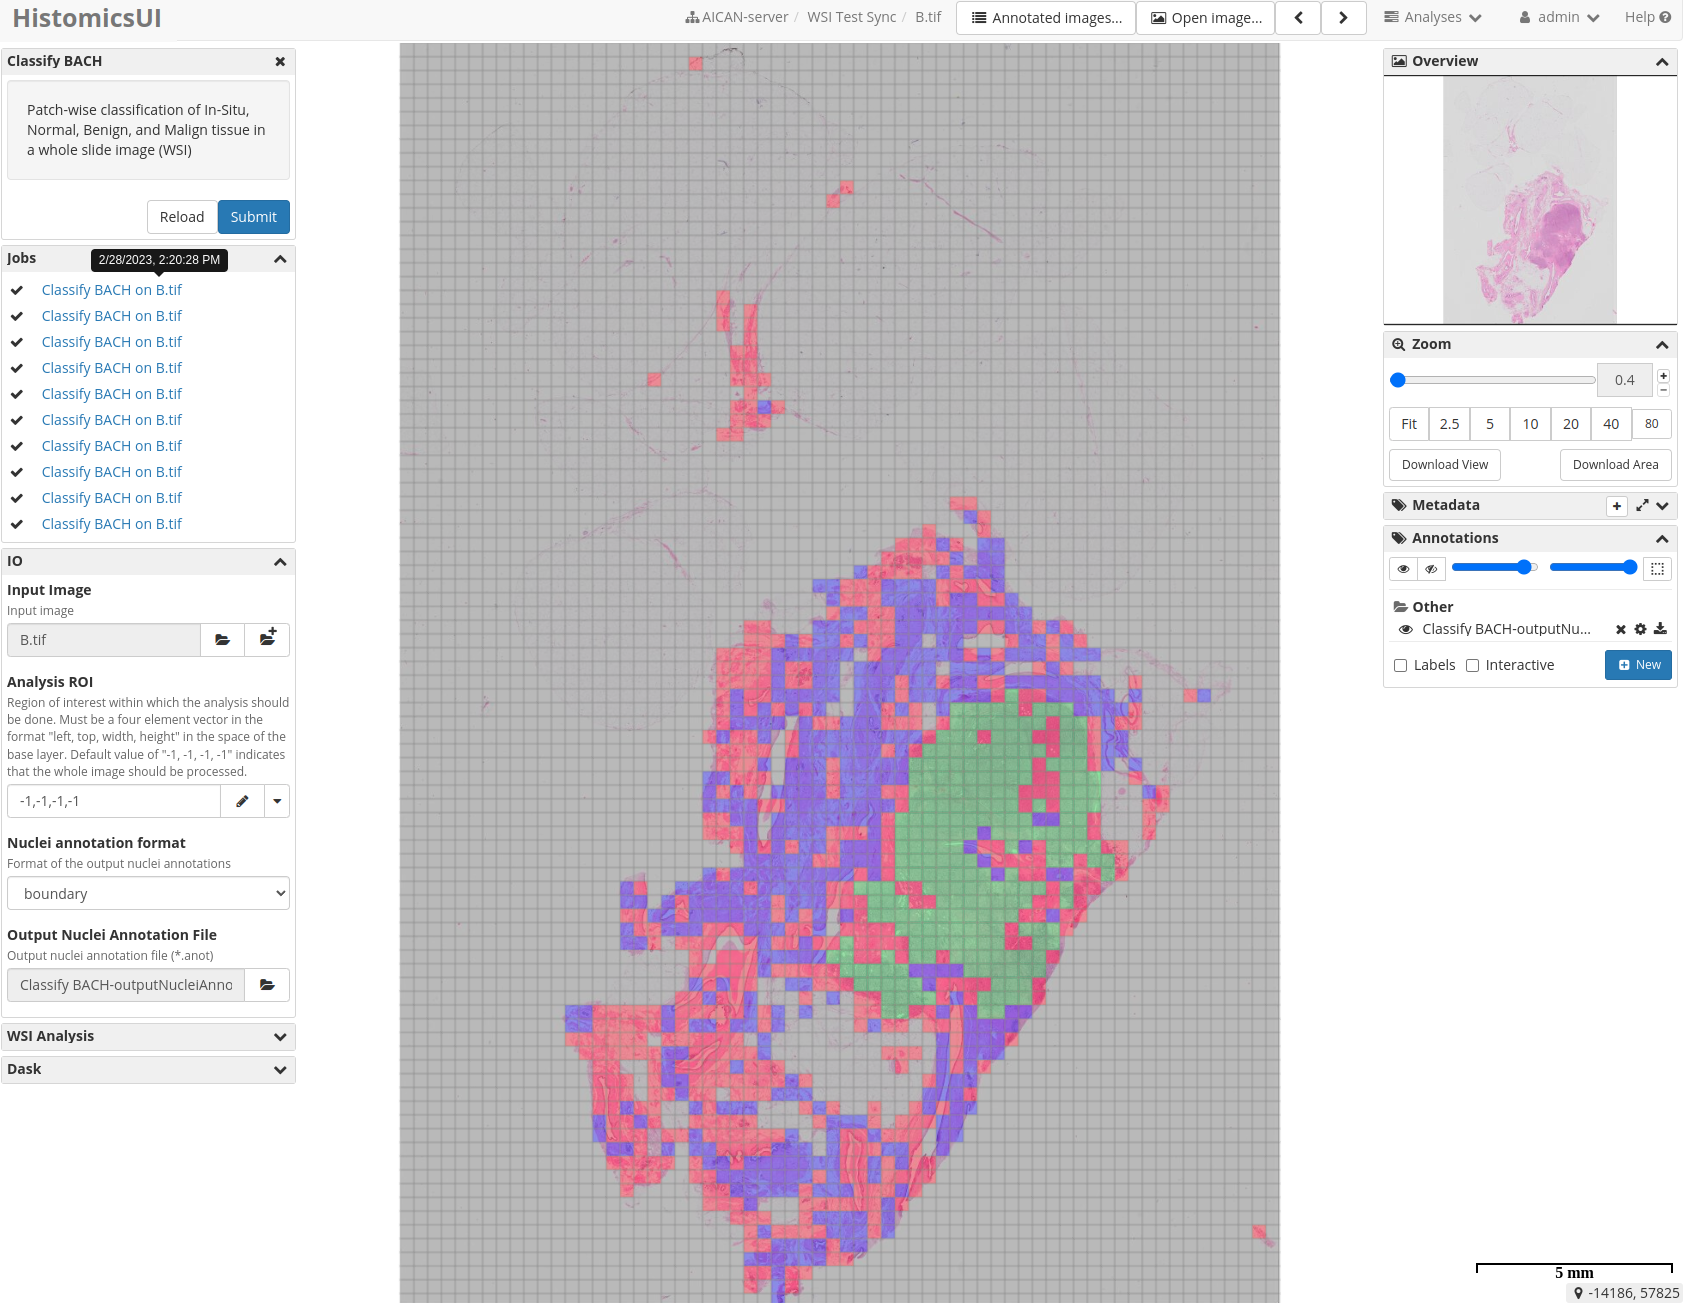 HistomicsUI
AICAN-server / WSI Test Sync / B.tif
Annotated images...
Open image...
Analyses
admin
Help
Classify BACH
Patch-wise classification of In-Situ,
Normal, Benign, and Malign tissue in
a whole slide image (WSI)
Reload
Submit
Jobs
2/28/2023, 2:20:28 PM
Classify BACH on B.tif
Classify BACH on B.tif
Classify BACH on B.tif
Classify BACH on B.tif
Classify BACH on B.tif
Classify BACH on B.tif
Classify BACH on B.tif
Classify BACH on B.tif
Classify BACH on B.tif
Classify BACH on B.tif
IO
Input Image
Input image
B.tif
Analysis ROI
Region of interest within which the analysis should
be done. Must be a four element vector in the
format "left, top, width, height" in the space of the
base layer. Default value of "-1, -1, -1, -1" indicates
that the whole image should be processed.
-1,-1,-1,-1
Nuclei annotation format
Format of the output nuclei annotations
boundary
Output Nuclei Annotation File
Output nuclei annotation file (*.anot)
Classify BACH-outputNucleiAnno
WSI Analysis
Dask
Overview
Zoom
0.4
Fit
2.5
5
10
20
40
80
Download View
Download Area
Metadata
Annotations
Other
Classify BACH-outputNu...
Labels
Interactive
New
5 mm
-14186, 57825